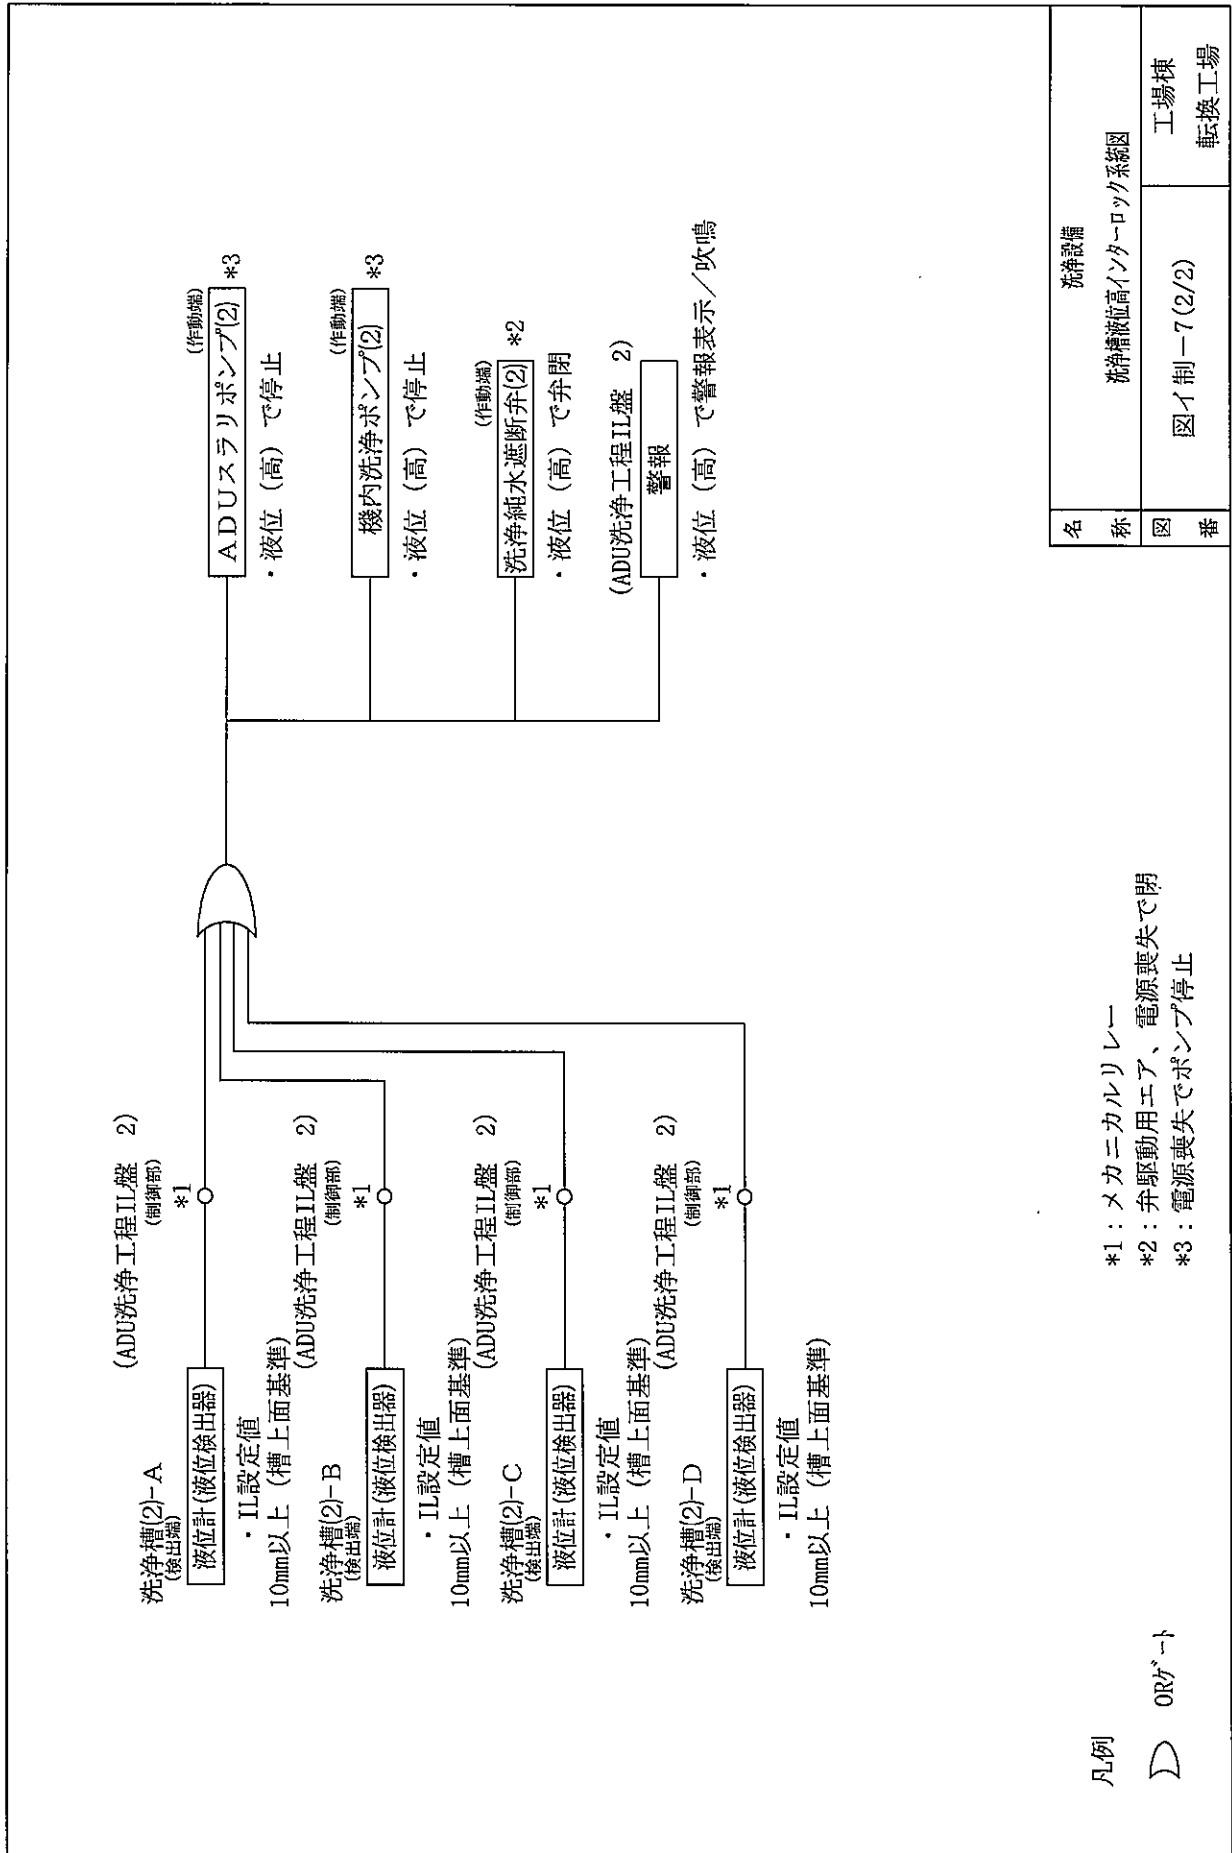 洗浄槽(2)-A
(検出端)
液位計(液位検出器)
・IL設定値
10mm以上（槽上面基準）
(ADU洗浄工程IL盤 2)
(制御部)
*1
洗浄槽(2)-B
(検出端)
液位計(液位検出器)
・IL設定値
10mm以上（槽上面基準）
(ADU洗浄工程IL盤 2)
(制御部)
*1
洗浄槽(2)-C
(検出端)
液位計(液位検出器)
・IL設定値
10mm以上（槽上面基準）
(ADU洗浄工程IL盤 2)
(制御部)
*1
洗浄槽(2)-D
(検出端)
液位計(液位検出器)
・IL設定値
10mm以上（槽上面基準）
(ADU洗浄工程IL盤 2)
(制御部)
*1
(作動端)
ADUスラリポンプ(2) *3
・液位（高）で停止
(作動端)
機内洗浄ポンプ(2) *3
・液位（高）で停止
(作動端)
洗浄純水遮断弁(2) *2
・液位（高）で弁閉
(ADU洗浄工程IL盤 2)
警報
・液位（高）で警報表示／吹鳴
凡例
ORｹﾞｰﾄ
*1：メカニカルリレー
*2：弁駆動用エア、電源喪失で閉
*3：電源喪失でポンプ停止
名称
洗浄設備
洗浄槽液位高インターロック系統図
図番
図イ制－7(2/2)
工場棟
転換工場